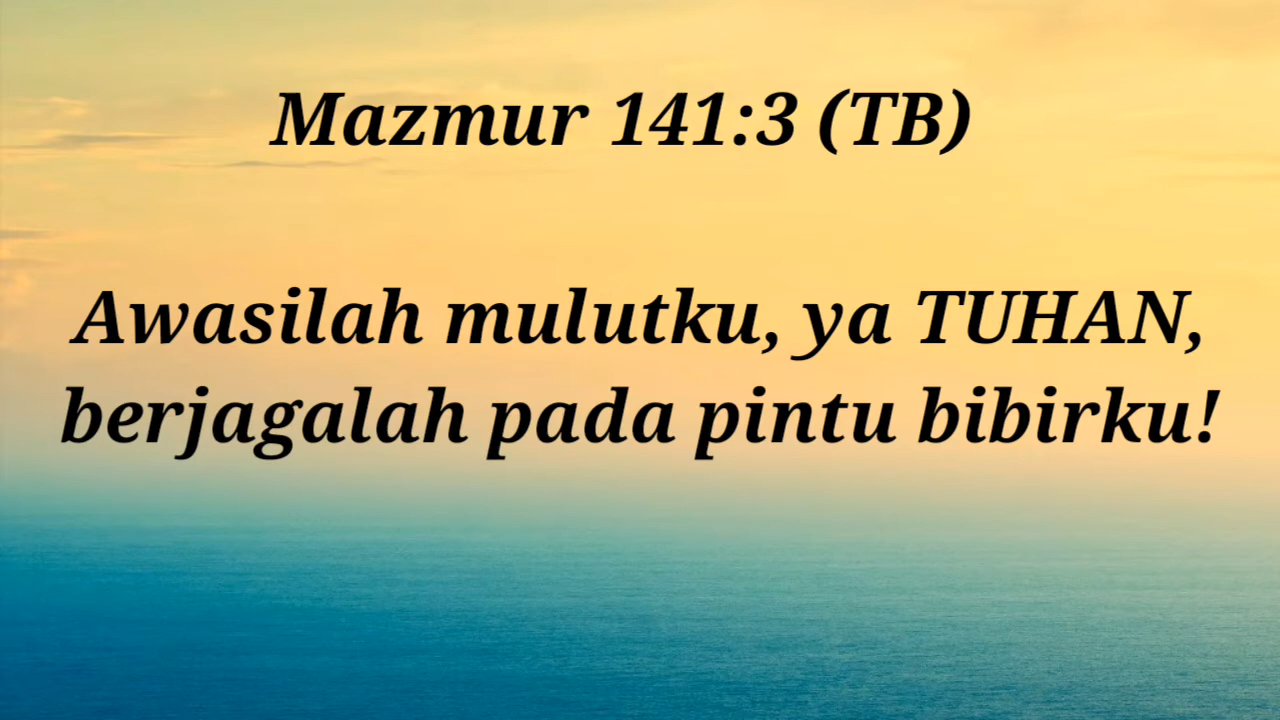 Mazmur 141:3 (TB)
Awasilah mulutku, ya TUHAN,
berjagalah pada pintu bibirku!